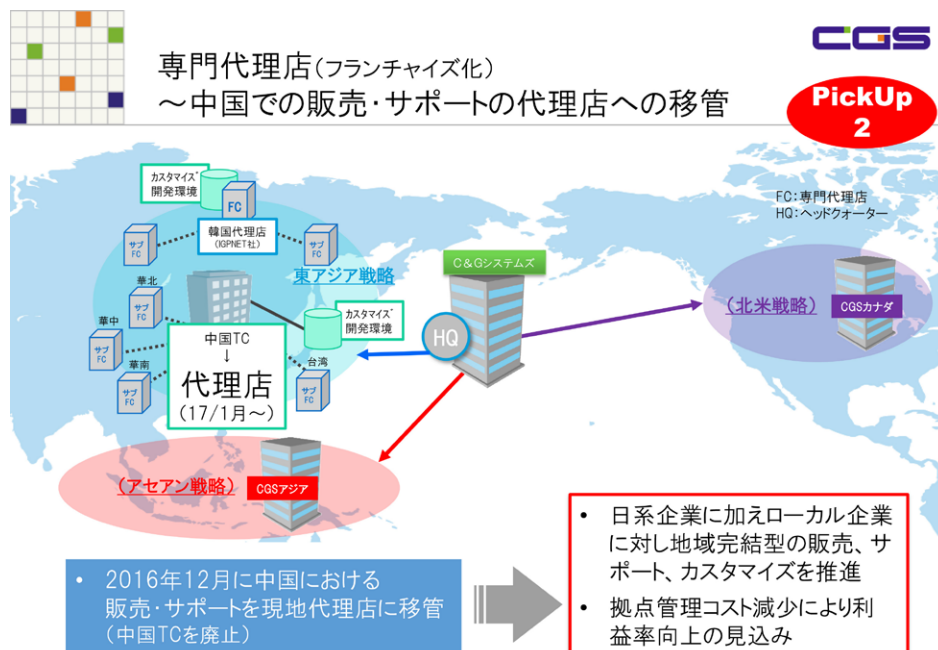 CGS
専門代理店(フランチャイズ化)
～中国での販売・サポートの代理店への移管
PickUp
2
カスタマイズ
開発環境
FC
FC:専門代理店
HQ:ヘッドクォーター
韓国代理店
(IGPNET社)
サブ
FC
サブ
FC
東アジア戦略
C&Gシステムズ
華北
サブ
FC
カスタマイズ
開発環境
(北米戦略)
CGSカナダ
華中
サブ
FC
中国TC
↓
代理店
(17/1月～)
HQ
華南
サブ
FC
台湾
サブ
FC
(アセアン戦略)
CGSアジア
• 2016年12月に中国における
販売・サポートを現地代理店に移管
(中国TCを廃止)
• 日系企業に加えローカル企業
に対し地域完結型の販売、サ
ポート、カスタマイズを推進
• 拠点管理コスト減少により利
益率向上の見込み